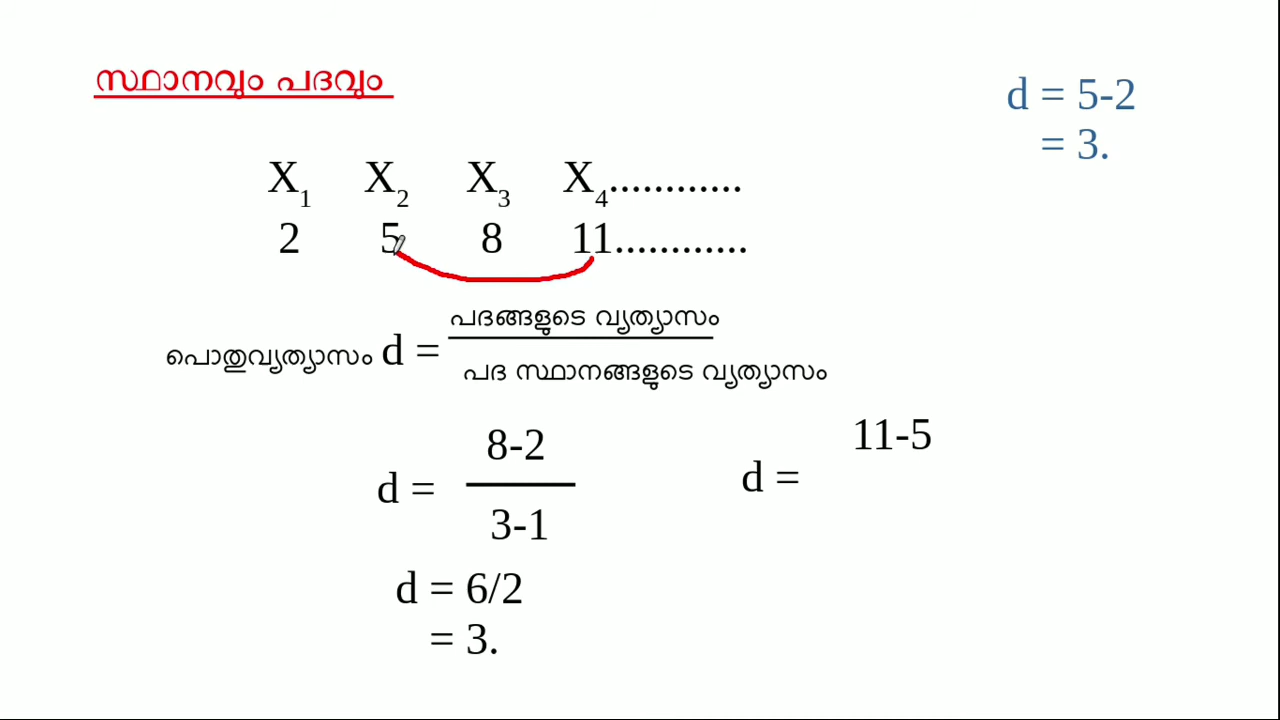 സ്ഥാനവും പദവും
d = 5-2
= 3.
X1 X2 X3 X4............
2 5 8 11............
പദങ്ങളുടെ വ്യത്യാസം
പൊതുവ്യത്യാസം d =
പദ സ്ഥാനങ്ങളുടെ വ്യത്യാസം
8-2
d =
3-1
d = 6/2
= 3.
11-5
d =